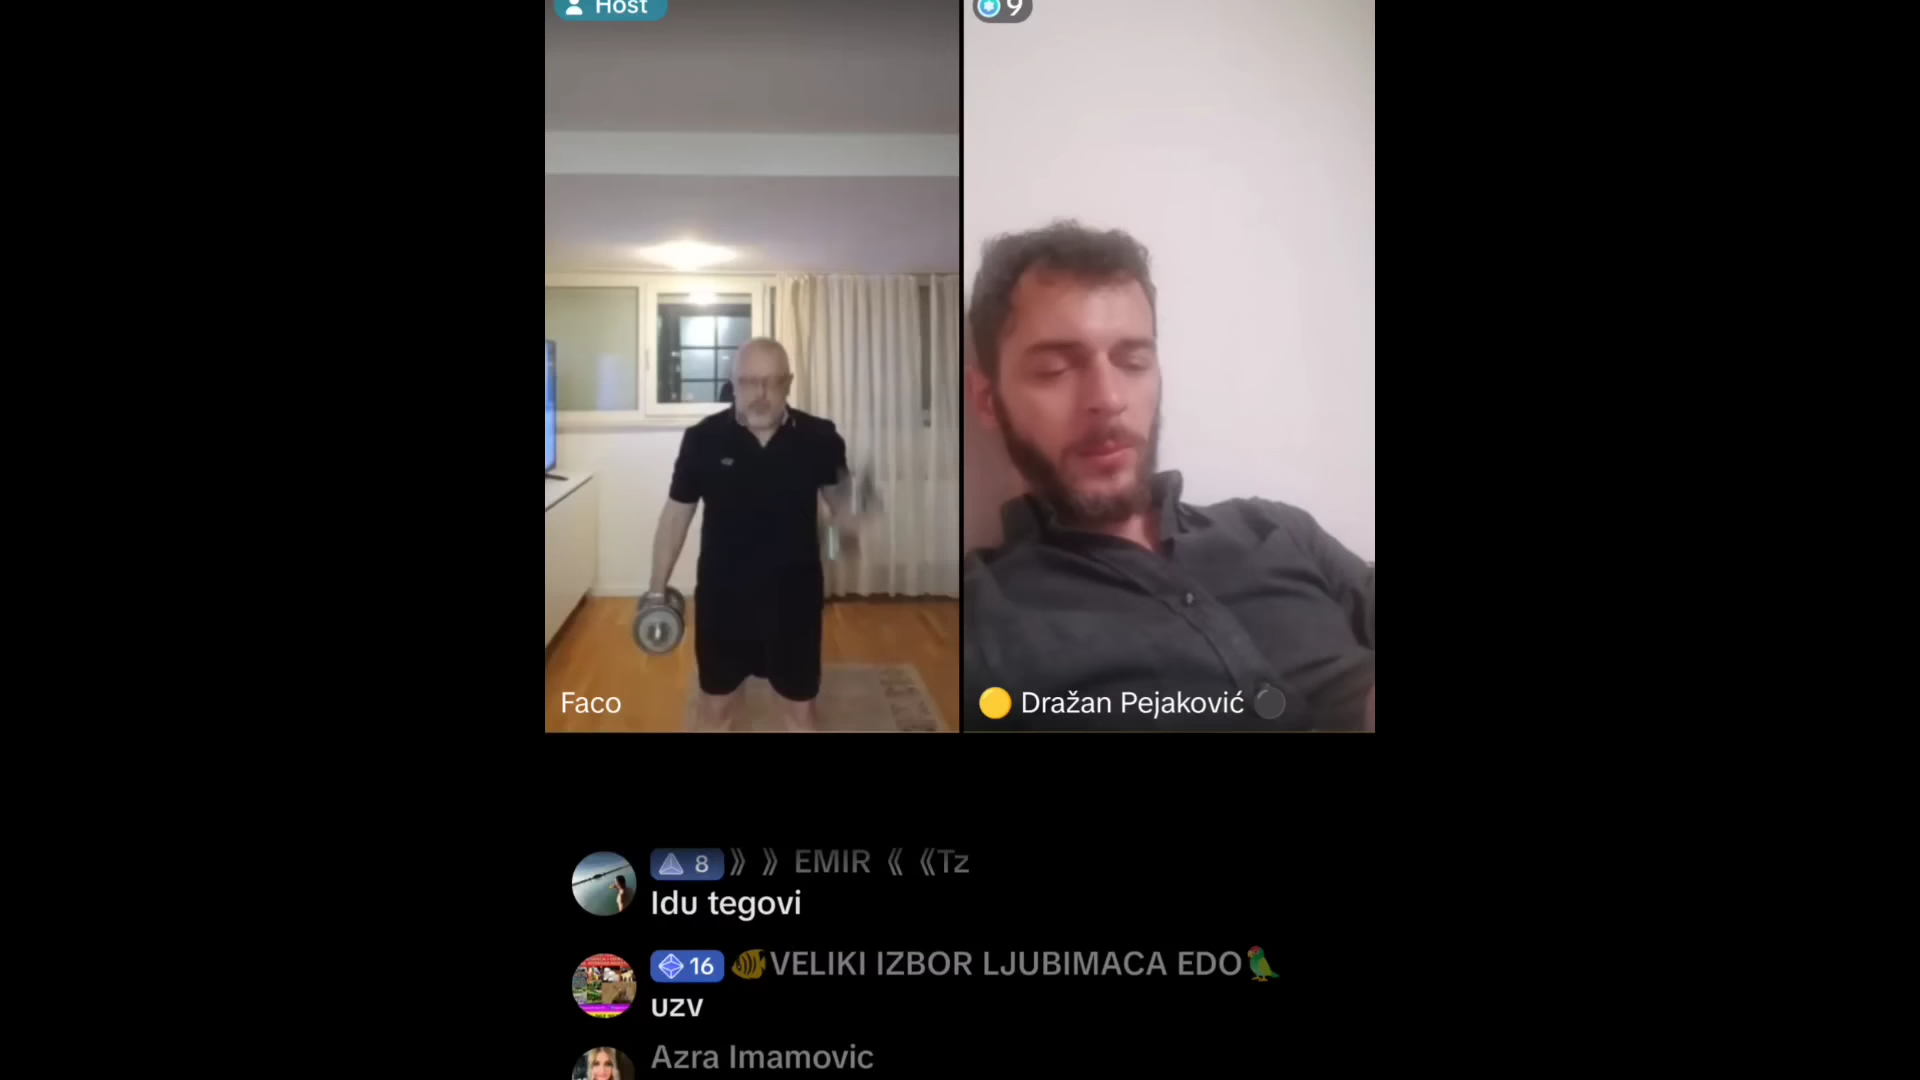 Host
9
Faco
Dražan Pejaković
8 》 》 EMIR 《 《Tz
Idu tegovi
16 VELIKI IZBOR LJUBIMACA EDO
uzv
Azra Imamovic